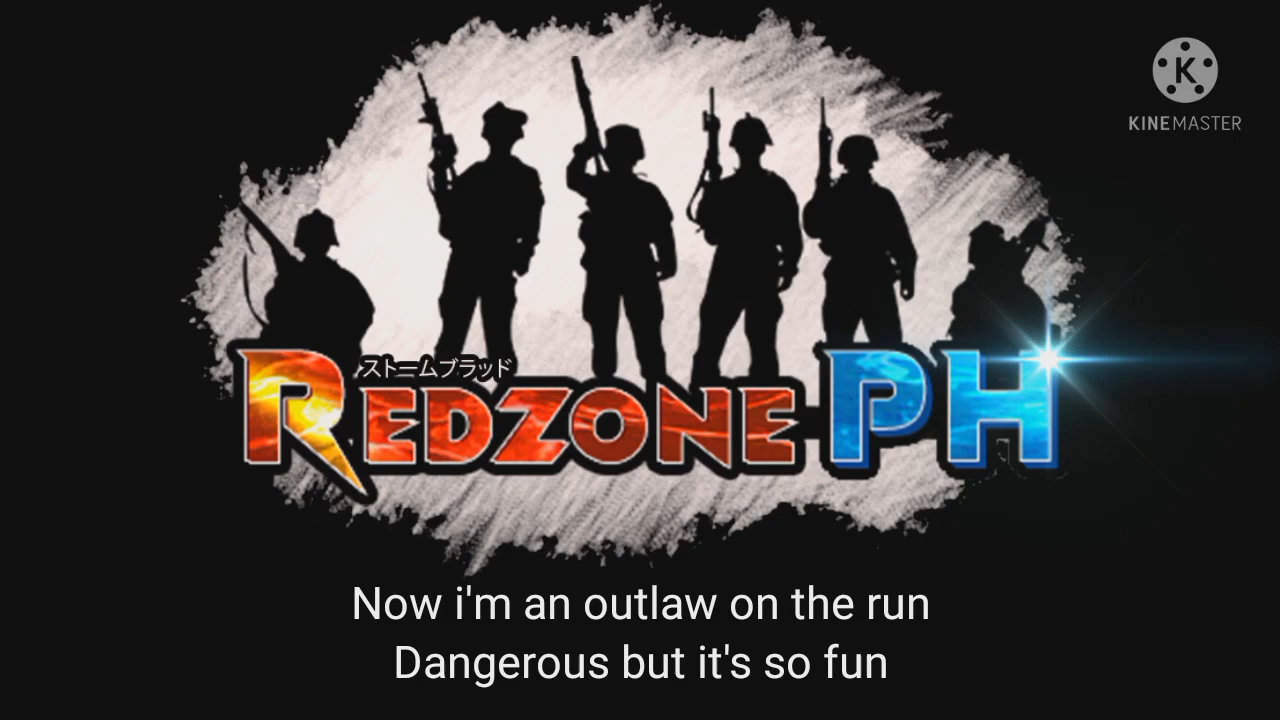 K
KINEMASTER
ストームブラッド
REDZONE PH
Now i'm an outlaw on the run
Dangerous but it's so fun